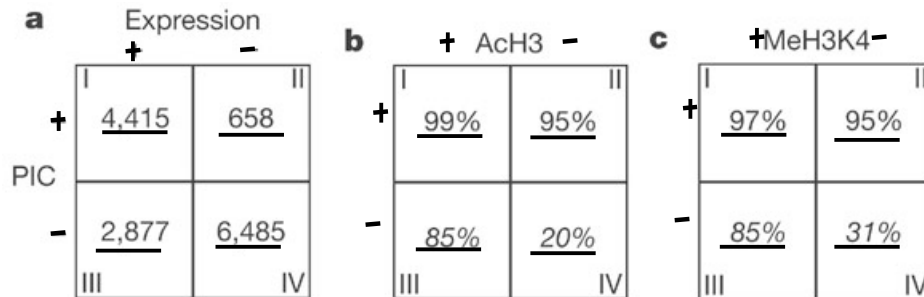 a Expression
+ −
I II
+ 4,415 658
PIC
− 2,877 6,485
III IV
b + AcH3 −
I II
+ 99% 95%
− 85% 20%
III IV
c +MeH3K4−
I II
+ 97% 95%
− 85% 31%
III IV